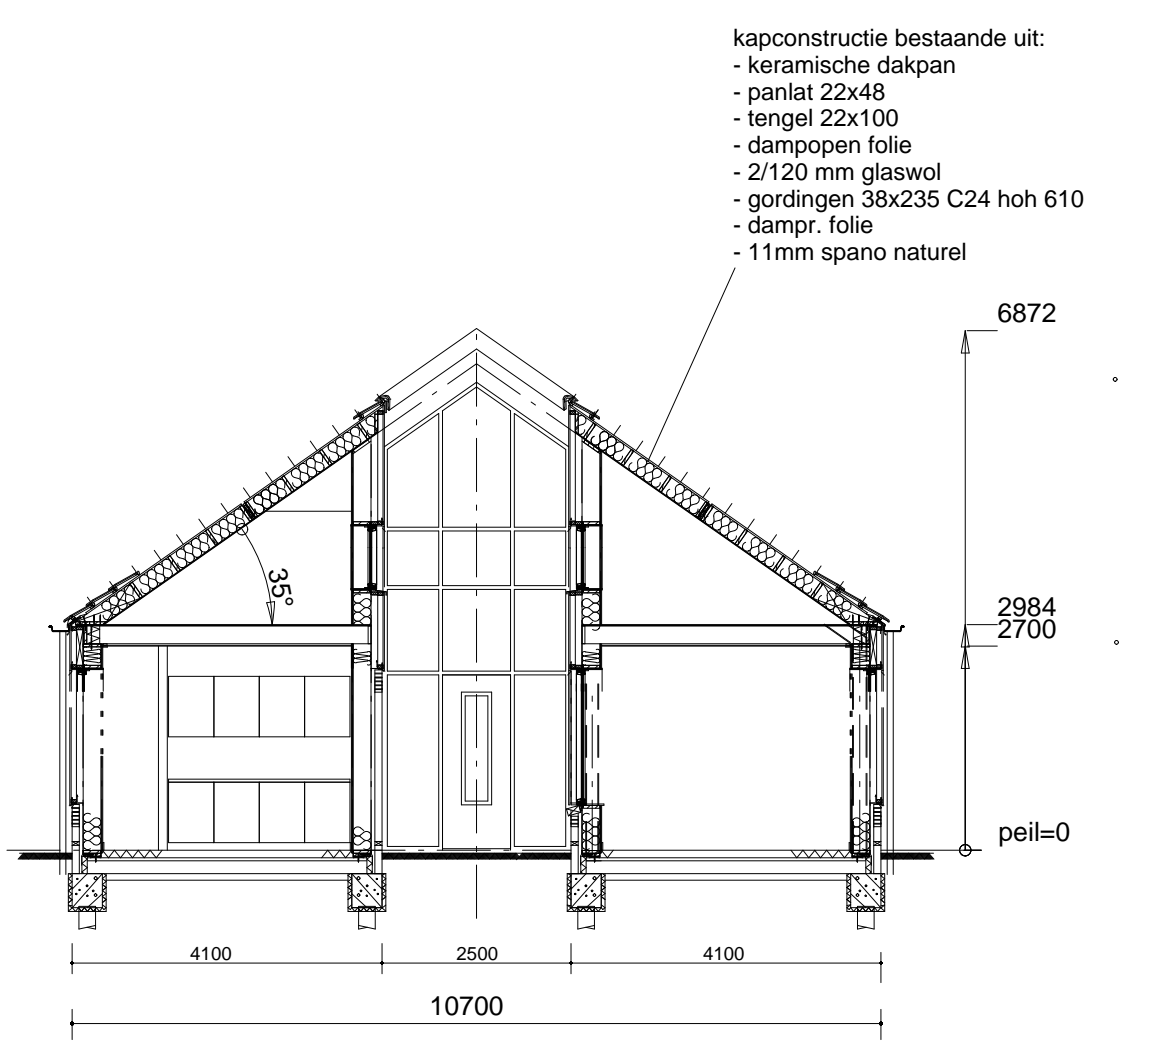 kapconstructie bestaande uit:
- keramische dakpan
- panlat 22x48
- tengel 22x100
- dampopen folie
- 2/120 mm glaswol
- gordingen 38x235 C24 hoh 610
- dampr. folie
- 11mm spano naturel
6872
35°
2984
2700
peil=0
4100
2500
4100
10700